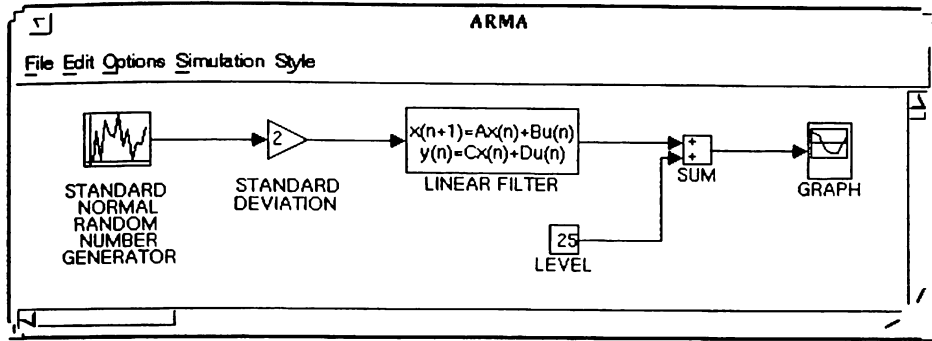 ARMA
File Edit Options Simulation Style
2
x(n+1)=Ax(n)+Bu(n)
y(n)=Cx(n)+Du(n)
+
+
STANDARD
NORMAL
RANDOM
NUMBER
GENERATOR
STANDARD
DEVIATION
LINEAR FILTER
SUM
GRAPH
25
LEVEL